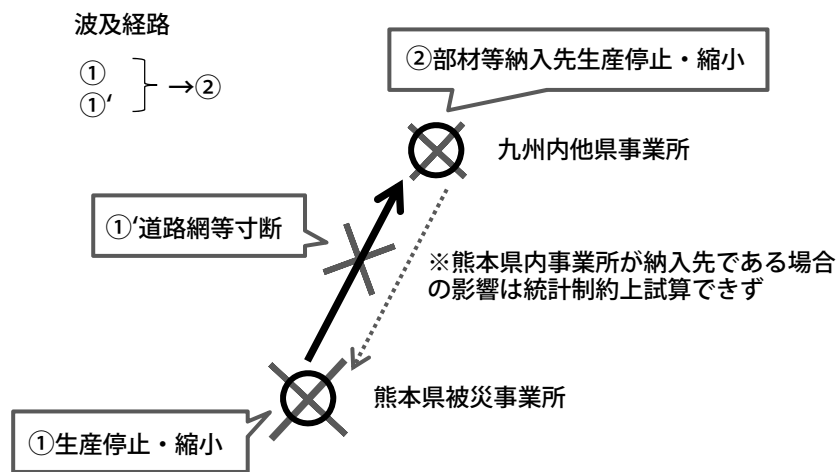 波及経路
①
①‘
→②
②部材等納入先生産停止・縮小
九州内他県事業所
①‘道路網等寸断
※熊本県内事業所が納入先である場合
の影響は統計制約上試算できず
熊本県被災事業所
①生産停止・縮小